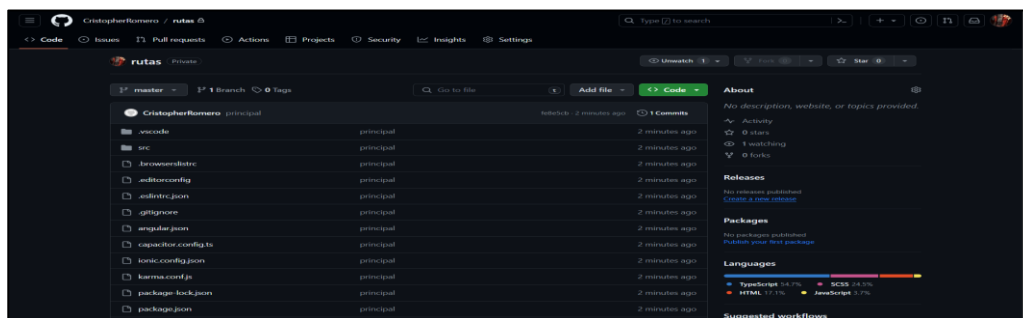 CristopherRomero / rutas
Type / to search
Code Issues Pull requests Actions Projects Security Insights Settings
rutas Private
Unwatch 1 Fork 0 Star 0
master 1 Branch 0 Tags
Go to file t Add file Code
CristopherRomero principal 2 minutes ago 1 Commits
.vscode principal 2 minutes ago
src principal 2 minutes ago
.browserslistrc principal 2 minutes ago
.editorconfig principal 2 minutes ago
.eslintrc.json principal 2 minutes ago
.gitignore principal 2 minutes ago
angular.json principal 2 minutes ago
capacitor.config.ts principal 2 minutes ago
ionic.config.json principal 2 minutes ago
karma.conf.js principal 2 minutes ago
package-lock.json principal 2 minutes ago
package.json principal 2 minutes ago
About
No description, website, or topics provided.
Activity
0 stars
1 watching
0 forks
Releases
No releases published
Create a new release
Packages
No packages published
Publish your first package
Languages
TypeScript 54.7% SCSS 24.5%
HTML 17.1% JavaScript 3.7%
Suggested workflows